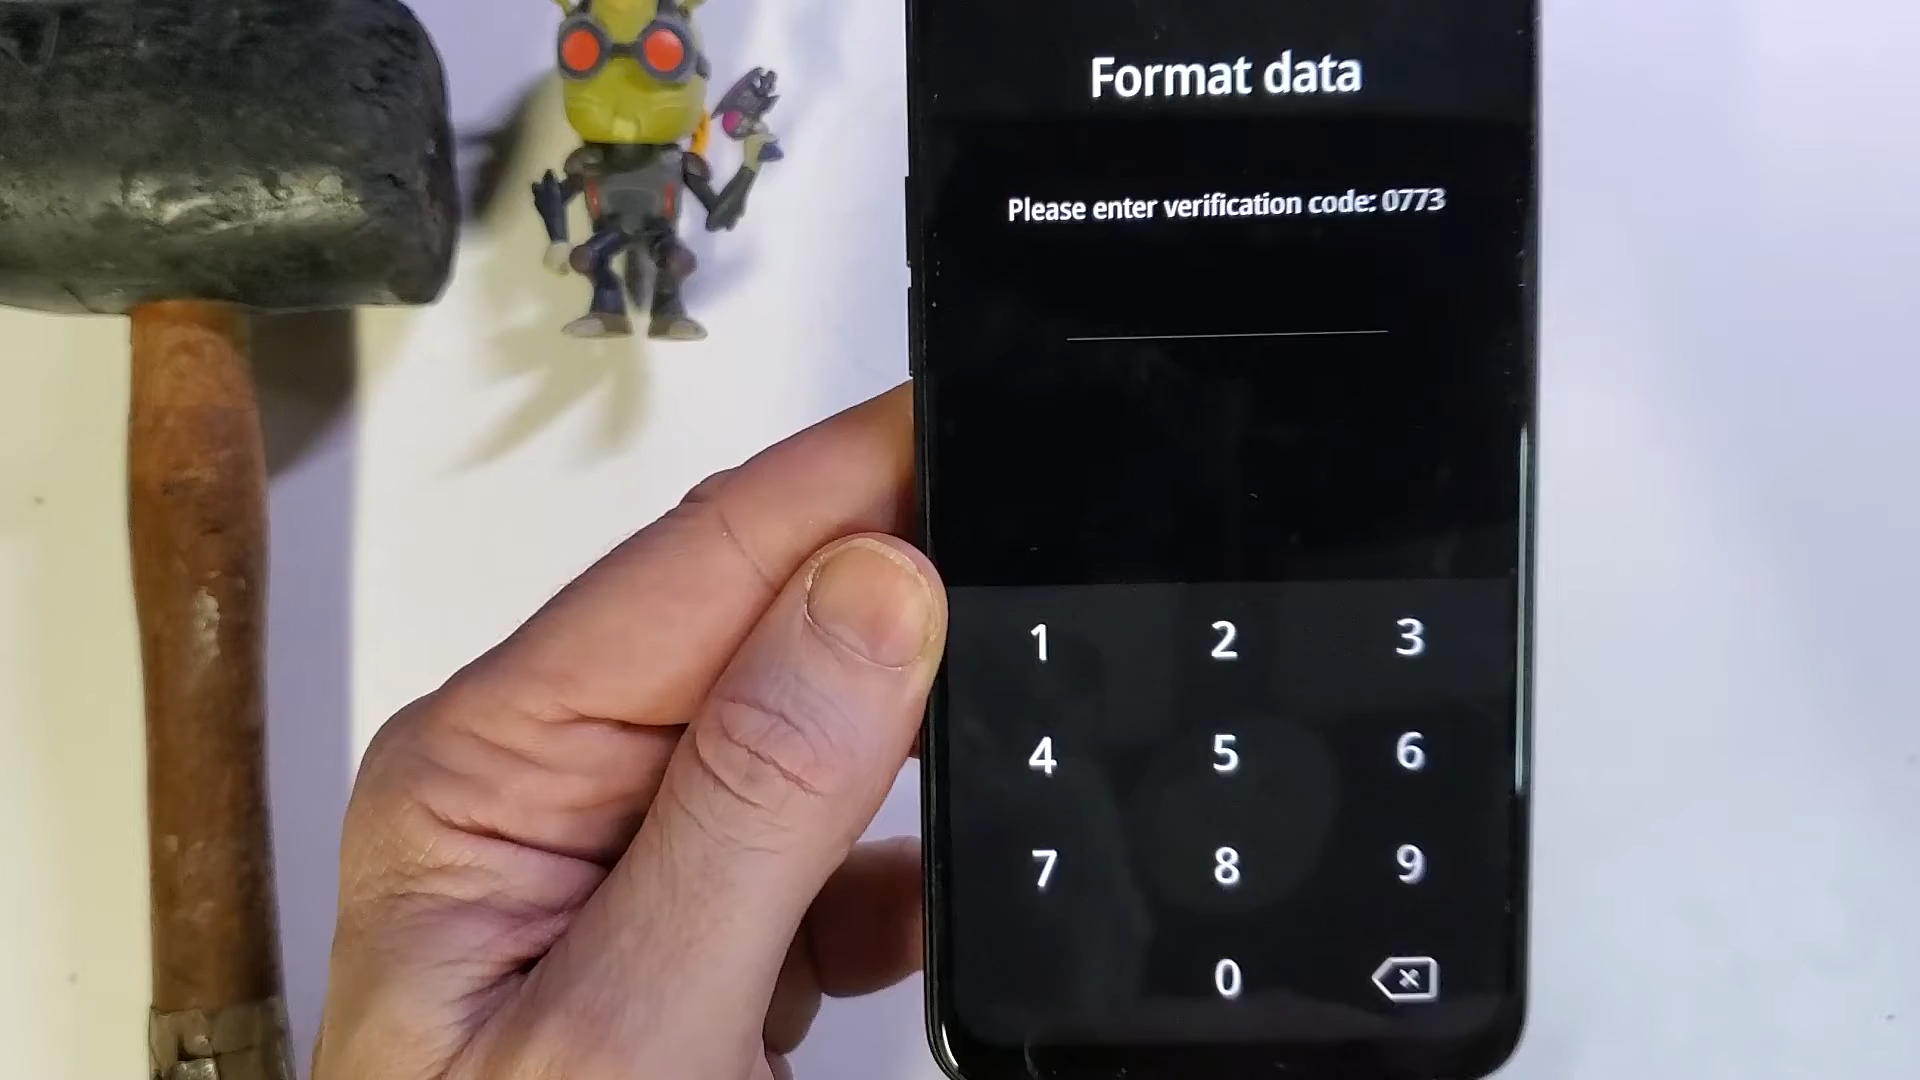 Format data
Please enter verification code: 0773
1 2 3
4 5 6
7 8 9
0